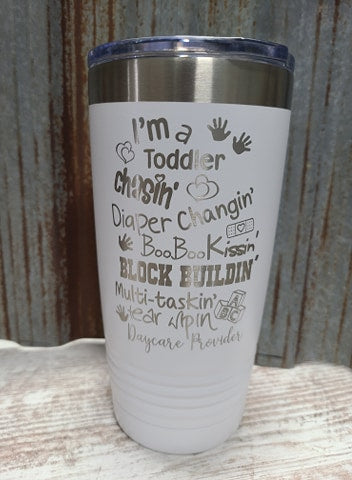 I'm a
Toddler
Chasin'
Diaper Changin'
BooBoo Kissin'
BLOCK BUILDIN'
Multi-taskin'
tear wipin
Daycare Provider